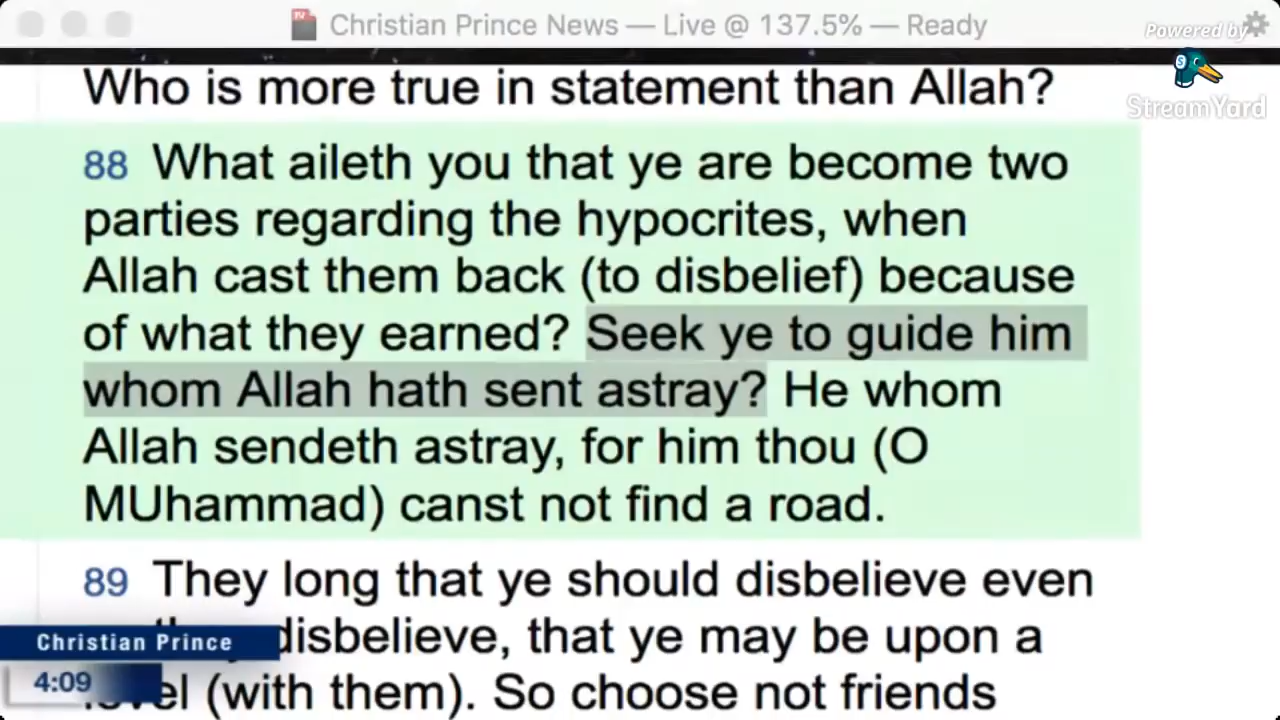 Christian Prince News — Live @ 137.5% — Ready
Powered by
StreamYard
Who is more true in statement than Allah?
88 What aileth you that ye are become two
parties regarding the hypocrites, when
Allah cast them back (to disbelief) because
of what they earned? Seek ye to guide him
whom Allah hath sent astray? He whom
Allah sendeth astray, for him thou (O
MUhammad) canst not find a road.
89 They long that ye should disbelieve even
disbelieve, that ye may be upon a
(with them). So choose not friends
Christian Prince
4:09